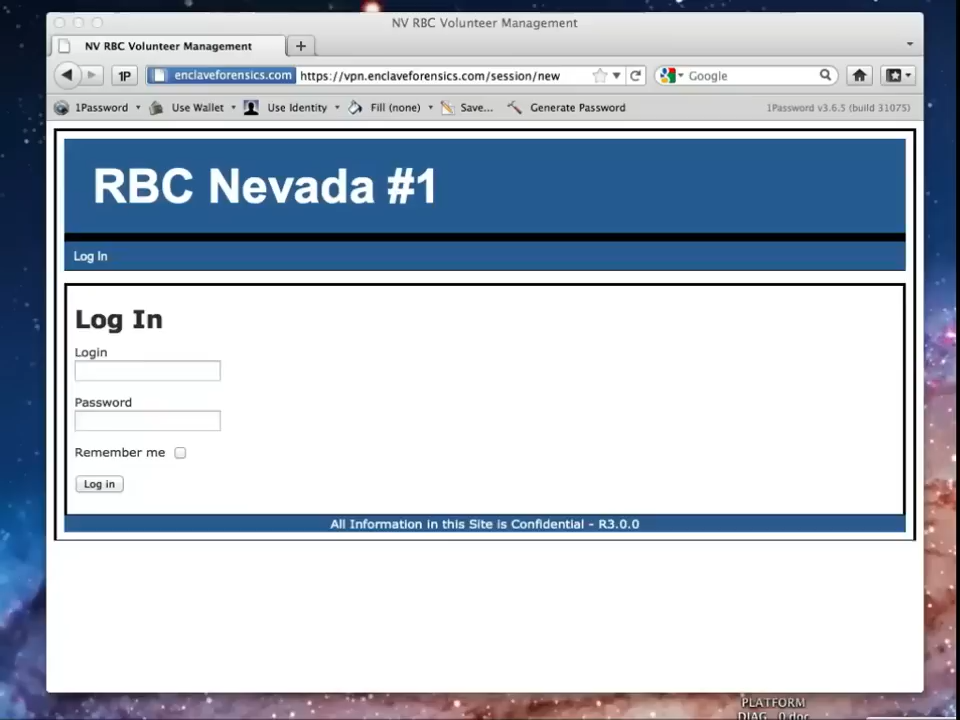 NV RBC Volunteer Management
NV RBC Volunteer Management
1P enclaveforensics.com https://vpn.enclaveforensics.com/session/new Google
1Password Use Wallet Use Identity Fill (none) Save... Generate Password 1Password v3.6.5 (build 31075)
RBC Nevada #1
Log In
Log In
Login
Password
Remember me
Log in
All Information in this Site is Confidential - R3.0.0
PLATFORM